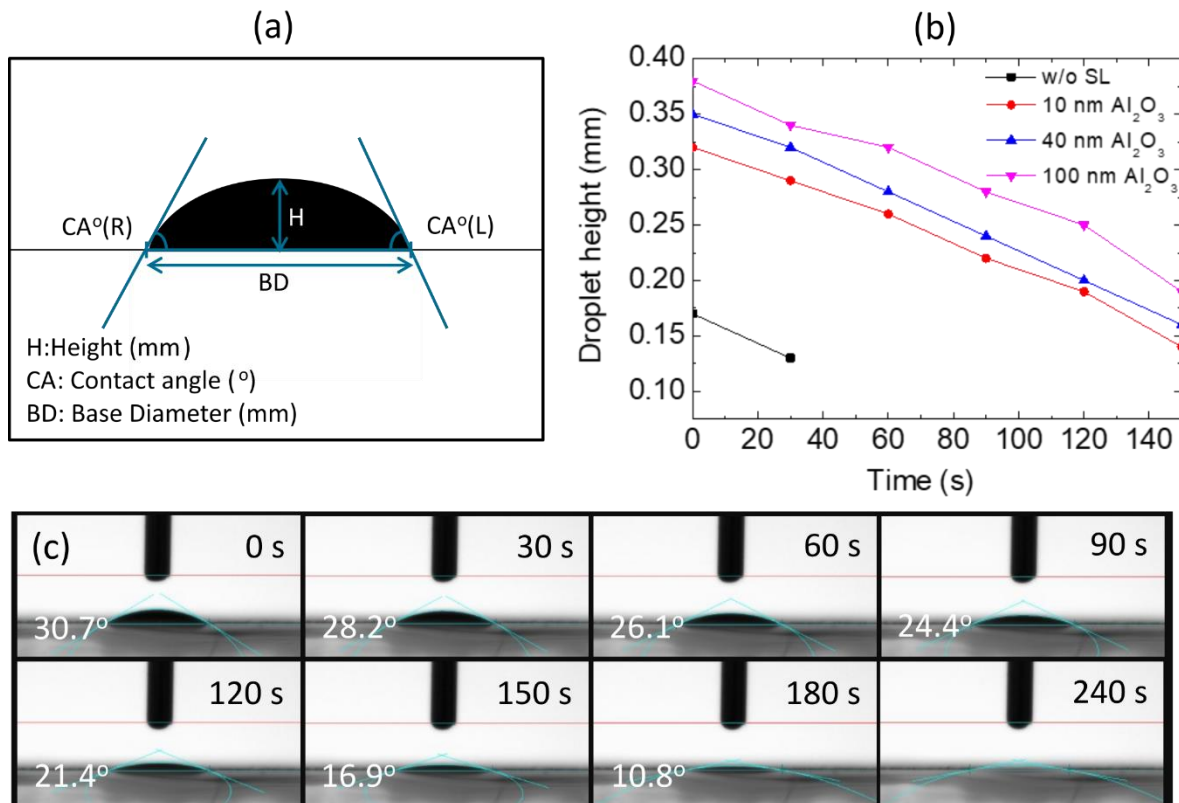 (a)
CA°(R)
H
CA°(L)
BD
H:Height (mm)
CA: Contact angle (°)
BD: Base Diameter (mm)
(b)
Droplet height (mm)
0.40
0.35
0.30
0.25
0.20
0.15
0.10
w/o SL
10 nm Al₂O₃
40 nm Al₂O₃
100 nm Al₂O₃
0 20 40 60 80 100 120 140
Time (s)
(c)
0 s
30.7°
30 s
28.2°
60 s
26.1°
90 s
24.4°
120 s
21.4°
150 s
16.9°
180 s
10.8°
240 s